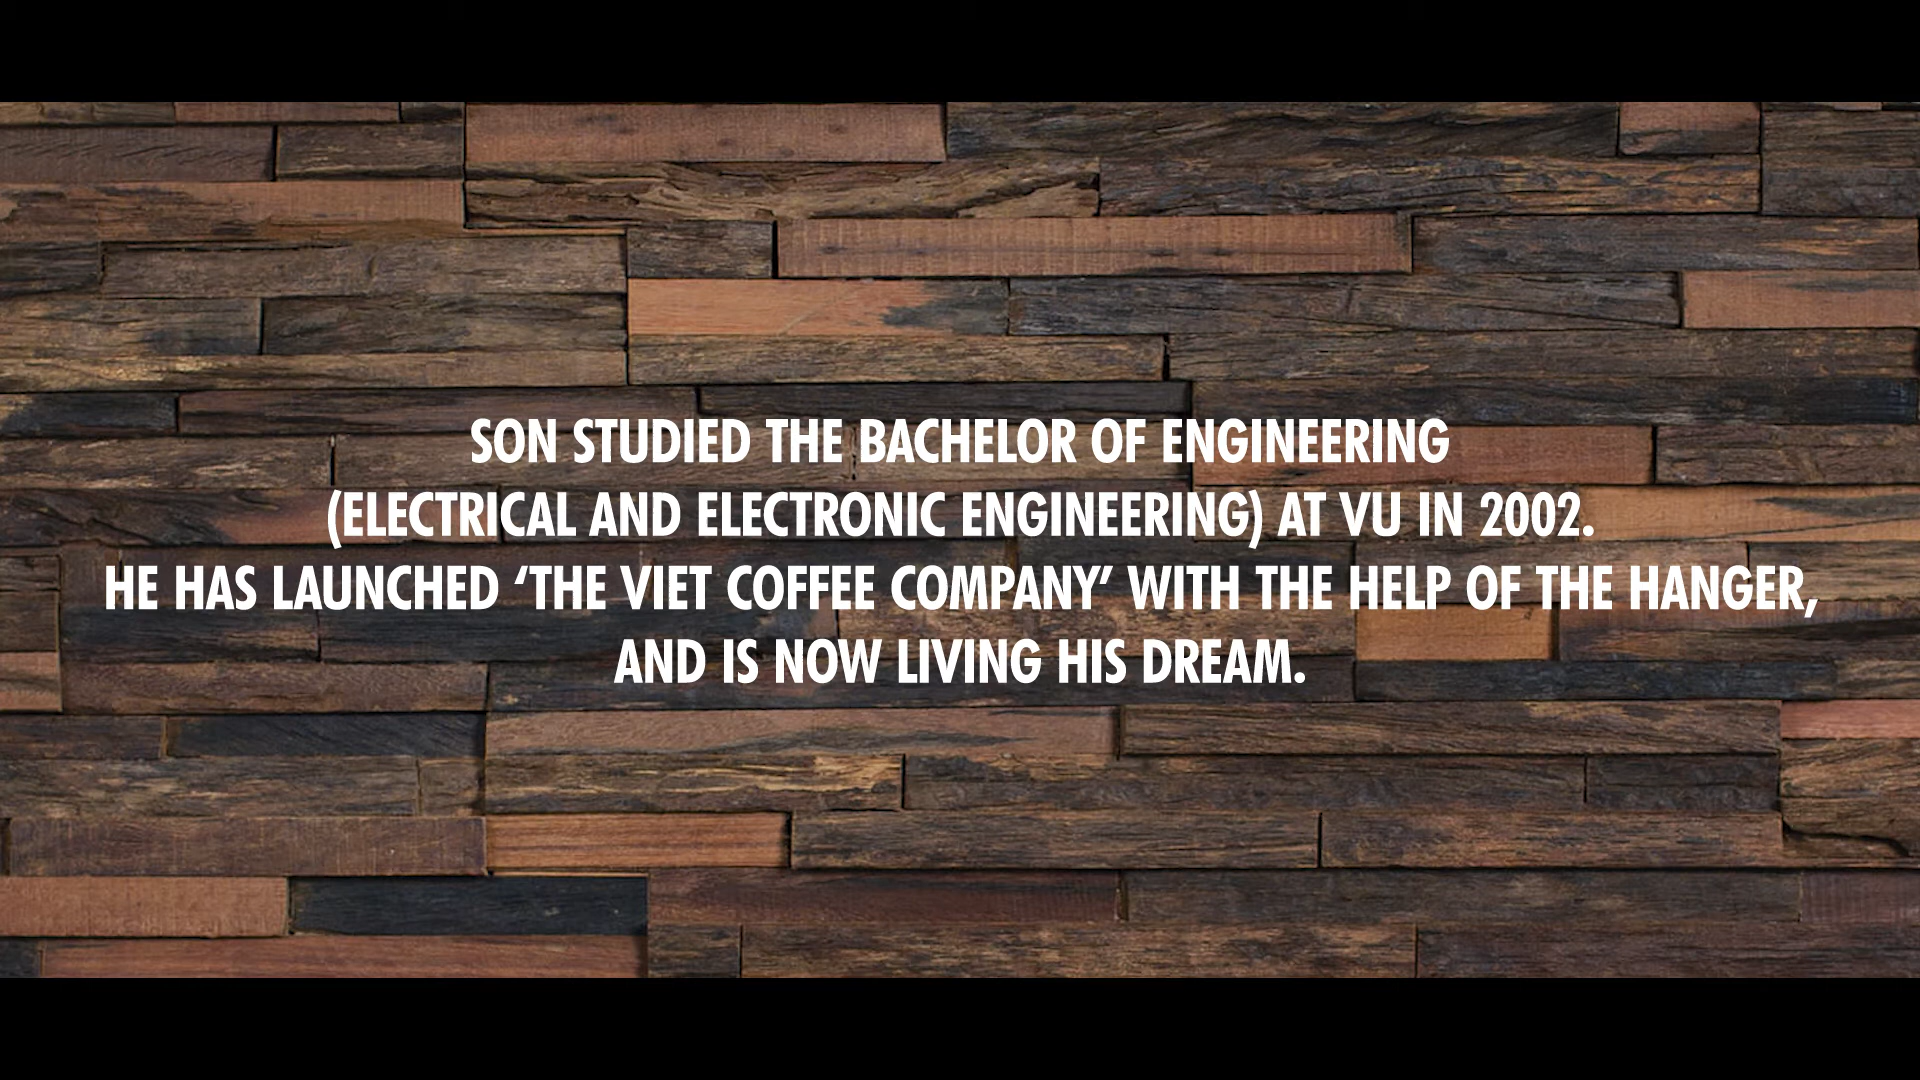 SON STUDIED THE BACHELOR OF ENGINEERING
(ELECTRICAL AND ELECTRONIC ENGINEERING) AT VU IN 2002.
HE HAS LAUNCHED ‘THE VIET COFFEE COMPANY’ WITH THE HELP OF THE HANGER,
AND IS NOW LIVING HIS DREAM.